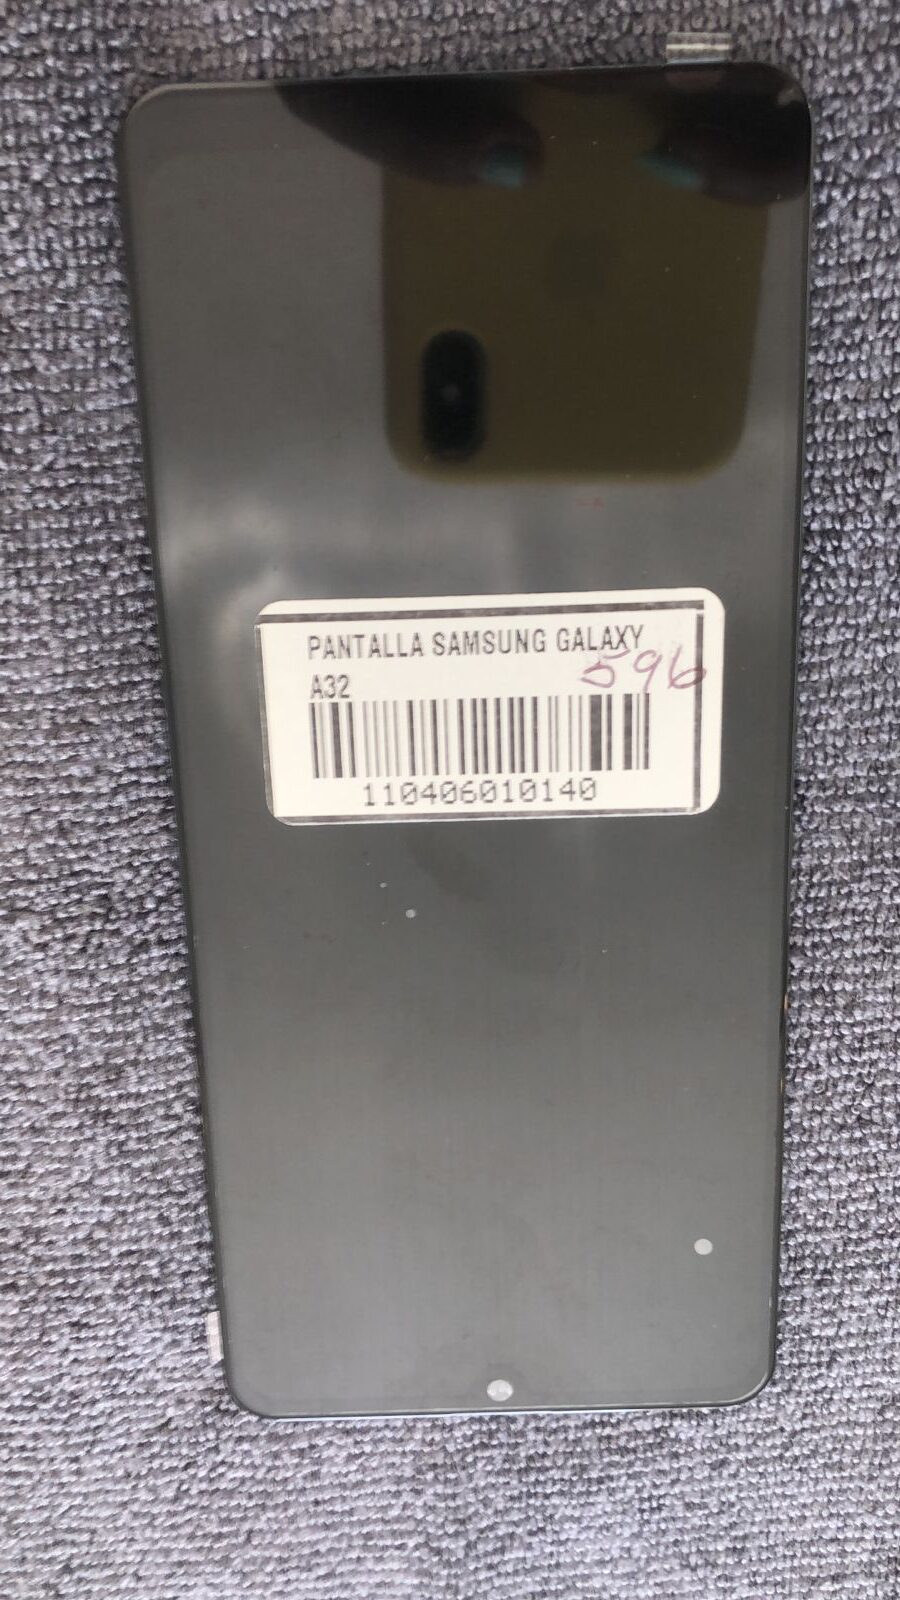 PANTALLA SAMSUNG GALAXY
596
A32
110406010140